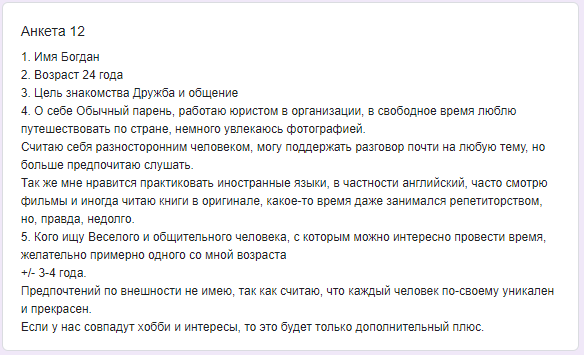 Анкета 12
1. Имя Богдан
2. Возраст 24 года
3. Цель знакомства Дружба и общение
4. О себе Обычный парень, работаю юристом в организации, в свободное время люблю
путешествовать по стране, немного увлекаюсь фотографией.
Считаю себя разносторонним человеком, могу поддержать разговор почти на любую тему, но
больше предпочитаю слушать.
Так же мне нравится практиковать иностранные языки, в частности английский, часто смотрю
фильмы и иногда читаю книги в оригинале, какое-то время даже занимался репетиторством,
но, правда, недолго.
5. Кого ищу Веселого и общительного человека, с которым можно интересно провести время,
желательно примерно одного со мной возраста
+/- 3-4 года.
Предпочтений по внешности не имею, так как считаю, что каждый человек по-своему уникален
и прекрасен.
Если у нас совпадут хобби и интересы, то это будет только дополнительный плюс.